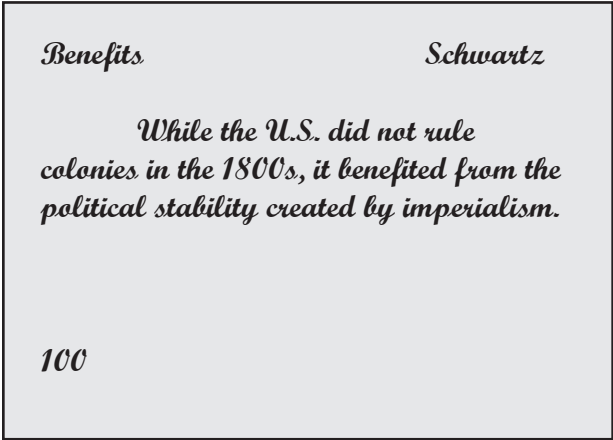 Benefits Schwartz
While the U.S. did not rule
colonies in the 1800s, it benefited from the
political stability created by imperialism.
100